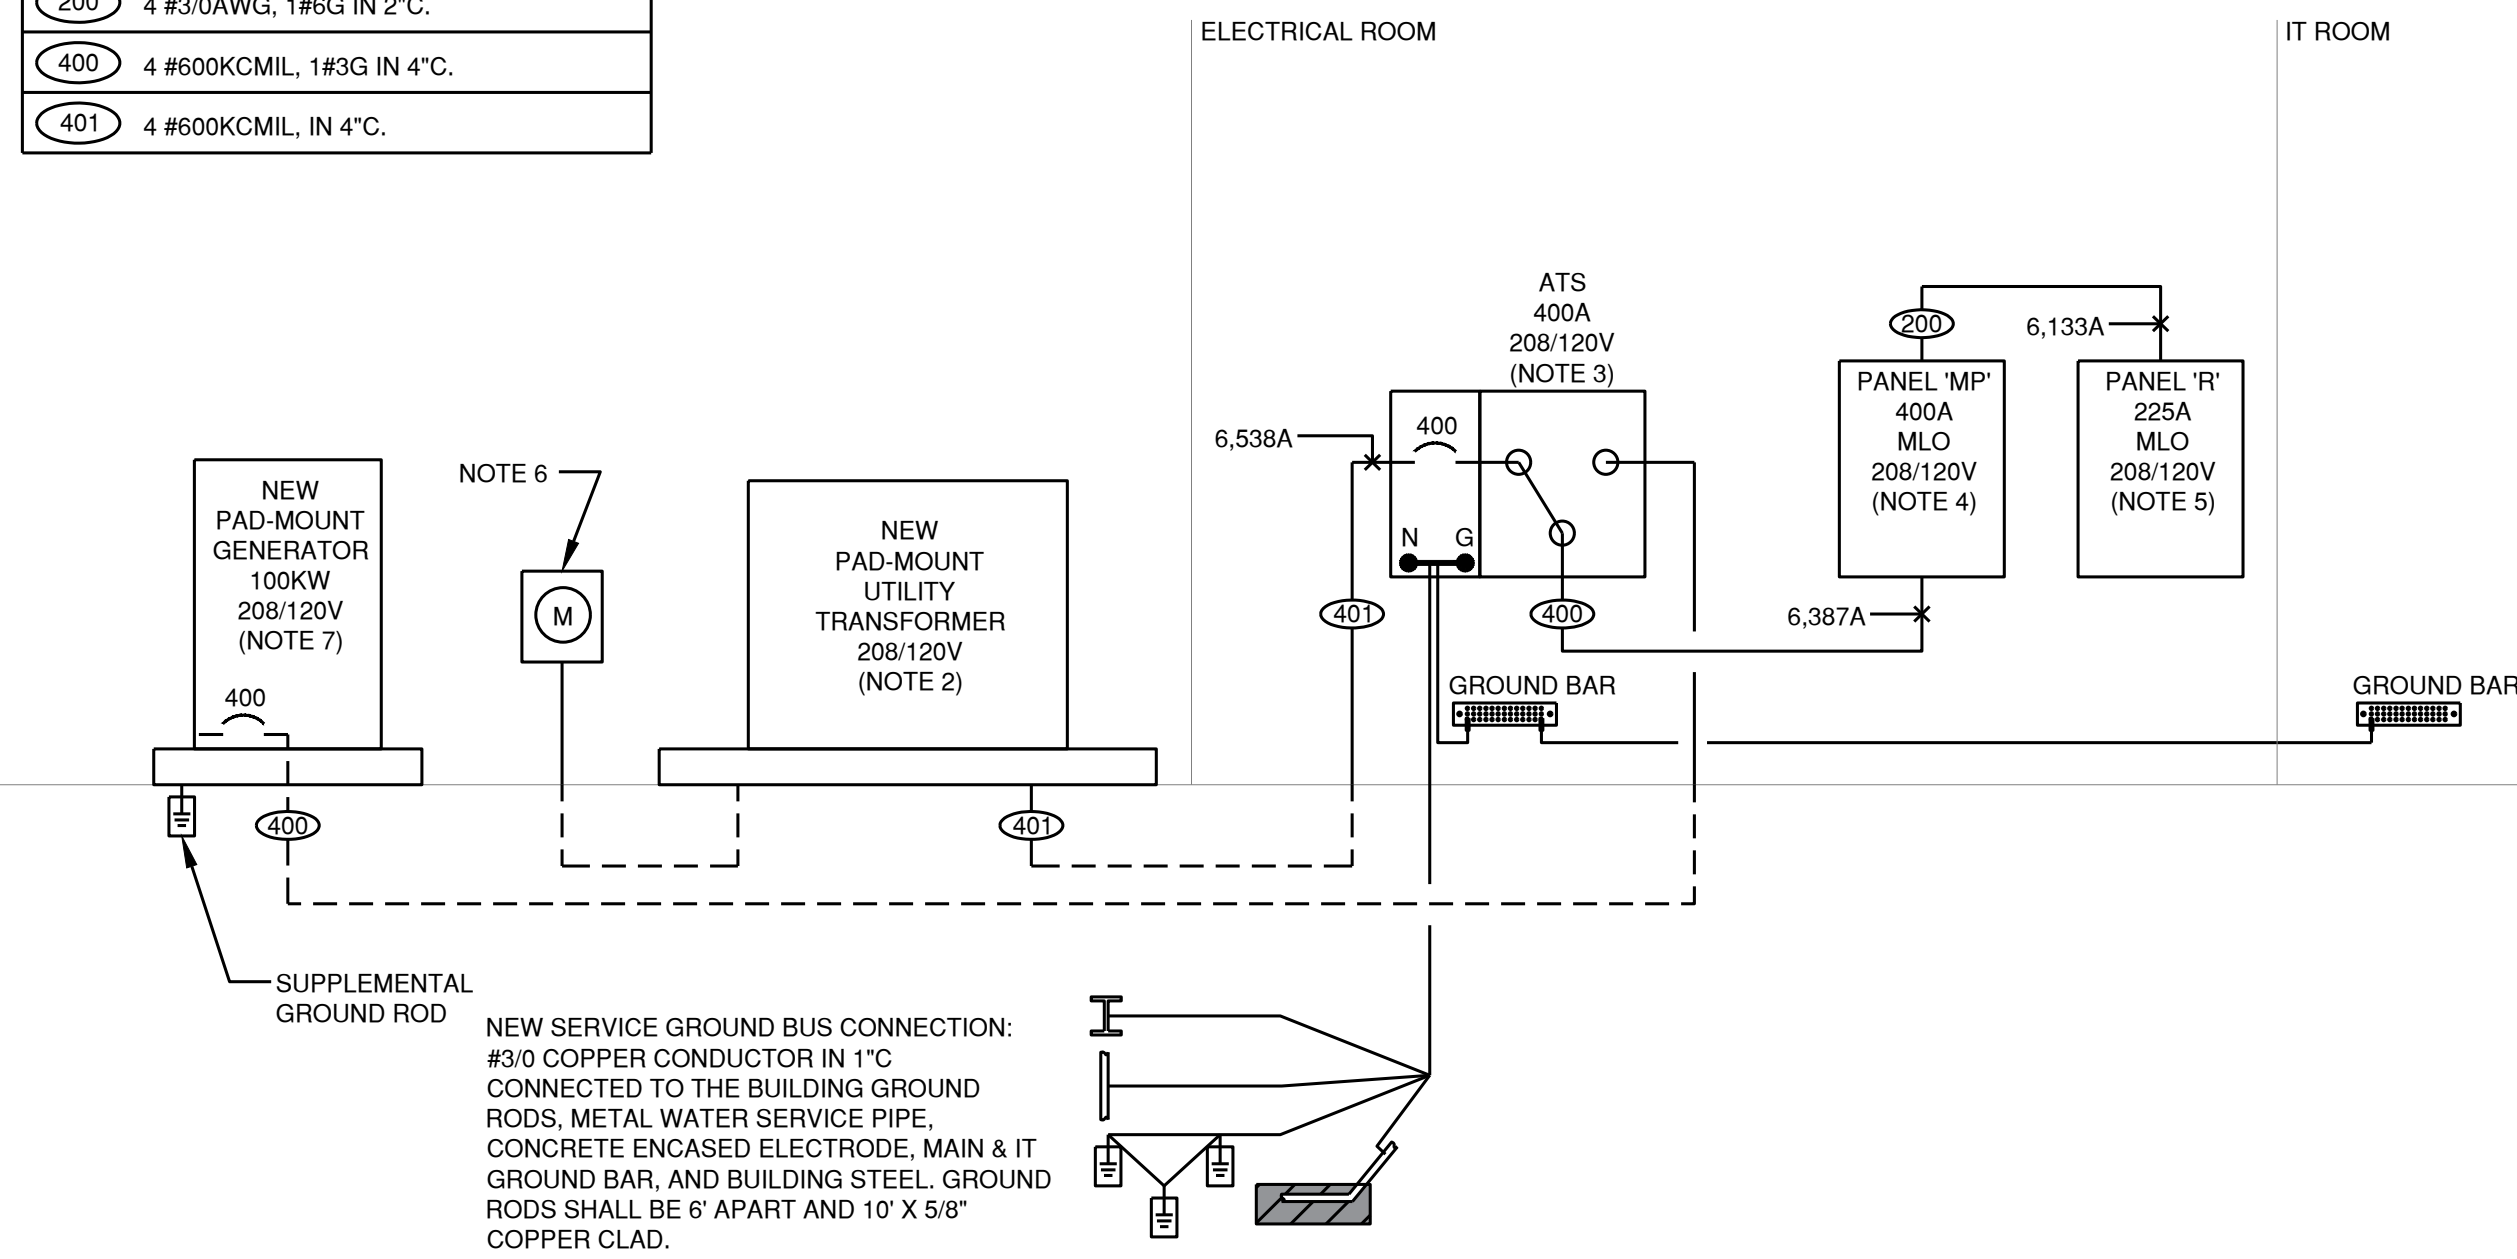 200 4 #3/0AWG, 1#6G IN 2"C.
400 4 #600KCMIL, 1#3G IN 4"C.
401 4 #600KCMIL, IN 4"C.
ELECTRICAL ROOM
IT ROOM
ATS
400A
208/120V
(NOTE 3)
400
6,538A
N G
401
400
200
6,133A
PANEL 'MP'
400A
MLO
208/120V
(NOTE 4)
PANEL 'R'
225A
MLO
208/120V
(NOTE 5)
6,387A
GROUND BAR
GROUND BAR
NEW
PAD-MOUNT
GENERATOR
100KW
208/120V
(NOTE 7)
400
NOTE 6
M
NEW
PAD-MOUNT
UTILITY
TRANSFORMER
208/120V
(NOTE 2)
400
401
SUPPLEMENTAL
GROUND ROD
NEW SERVICE GROUND BUS CONNECTION:
#3/0 COPPER CONDUCTOR IN 1"C
CONNECTED TO THE BUILDING GROUND
RODS, METAL WATER SERVICE PIPE,
CONCRETE ENCASED ELECTRODE, MAIN & IT
GROUND BAR, AND BUILDING STEEL. GROUND
RODS SHALL BE 6' APART AND 10' X 5/8"
COPPER CLAD.